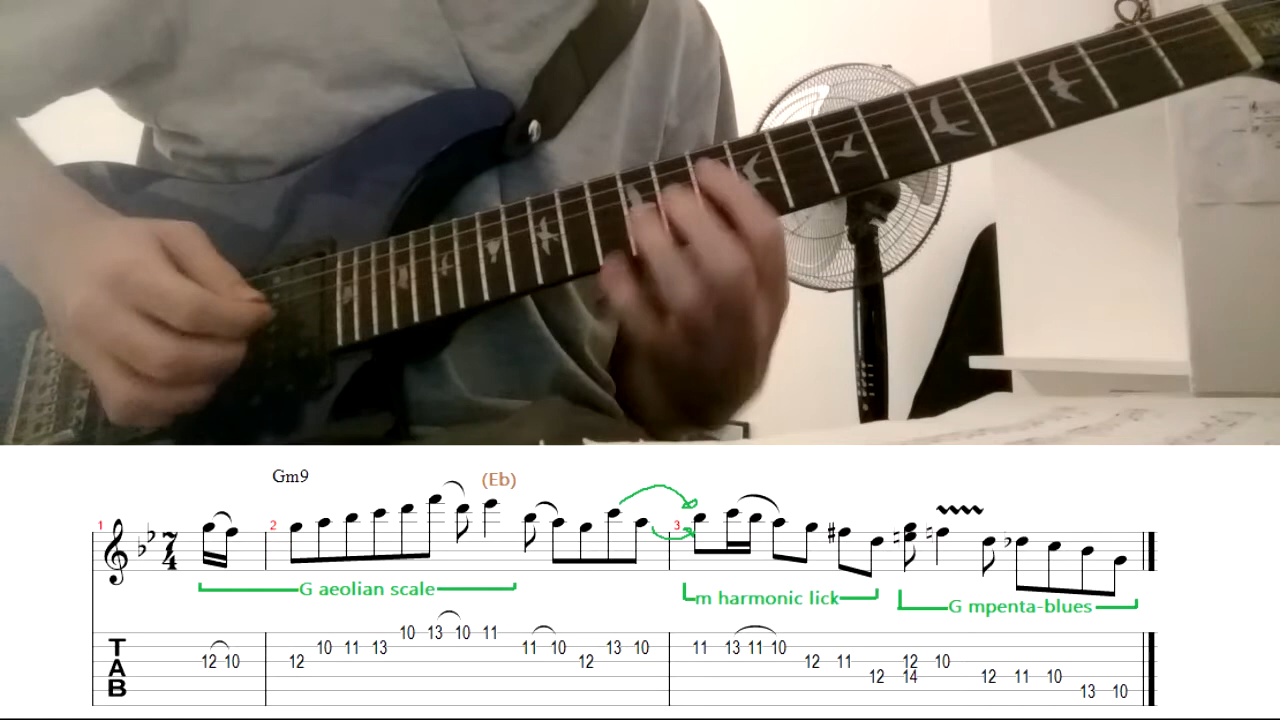 Gm9
(Eb)
1 2 3
7
4
G aeolian scale
m harmonic lick
G mpenta-blues
10 13 10 11
10 11 13 11 10 13 10 11 13 11 10
T 12 10 12 12 12 11 12 10
A 12 14 12 11 10
B 13 10